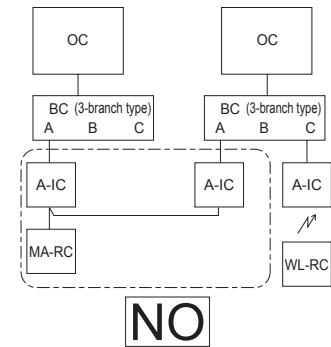 OC OC
BC (3-branch type) BC (3-branch type)
A B C A B C
A-IC A-IC A-IC
MA-RC WL-RC
NO